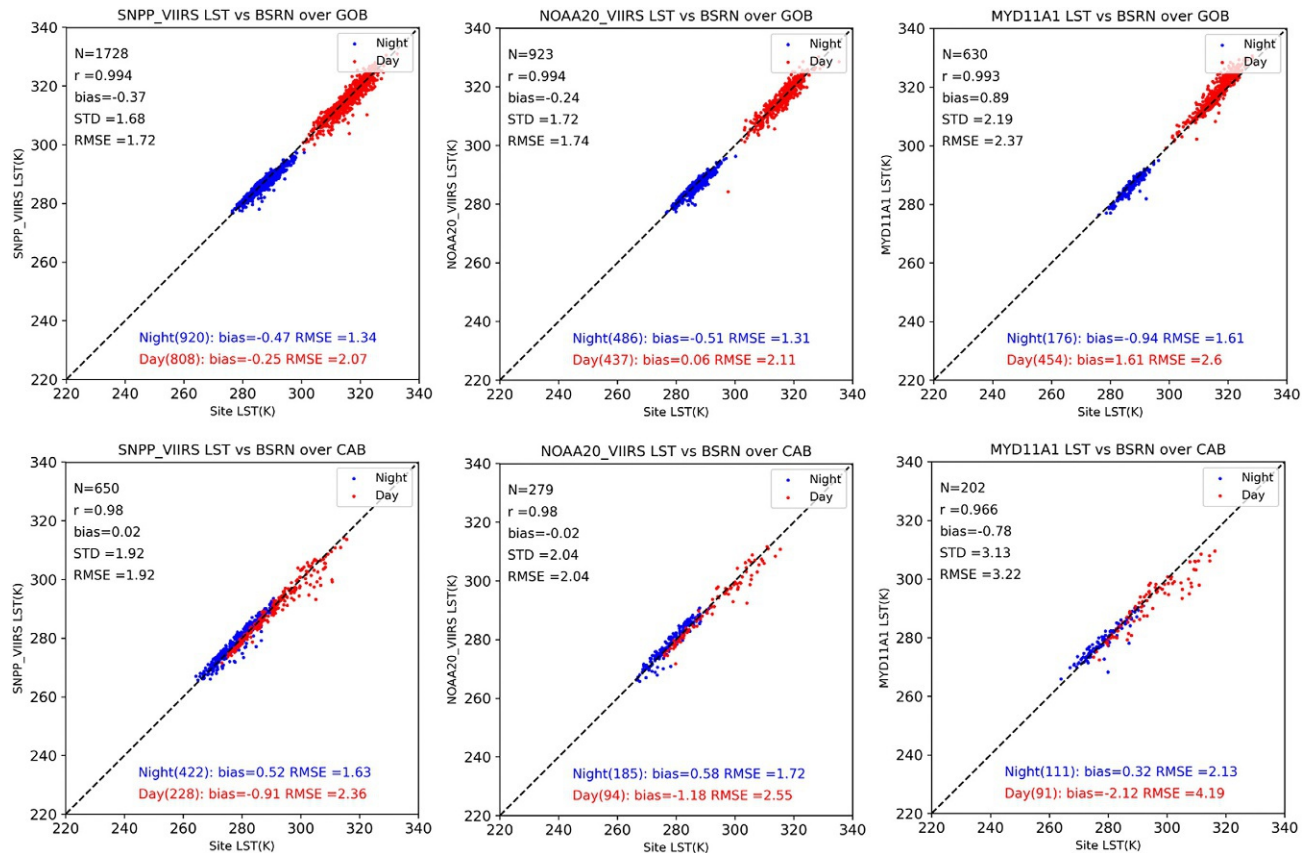 SNPP_VIIRS LST vs BSRN over GOB
340
320
300
280
260
240
220
SNPP_VIIRS LST(K)
N=1728
r =0.994
bias=-0.37
STD =1.68
RMSE =1.72
Night
Day
Night(920): bias=-0.47 RMSE =1.34
Day(808): bias=-0.25 RMSE =2.07
220 240 260 280 300 320 340
Site LST(K)
NOAA20_VIIRS LST vs BSRN over GOB
340
320
300
280
260
240
220
NOAA20_VIIRS LST(K)
N=923
r =0.994
bias=-0.24
STD =1.72
RMSE =1.74
Night
Day
Night(486): bias=-0.51 RMSE =1.31
Day(437): bias=0.06 RMSE =2.11
220 240 260 280 300 320 340
Site LST(K)
MYD11A1 LST vs BSRN over GOB
340
320
300
280
260
240
220
MYD11A1 LST(K)
N=630
r =0.993
bias=0.89
STD =2.19
RMSE =2.37
Night
Day
Night(176): bias=-0.94 RMSE =1.61
Day(454): bias=1.61 RMSE =2.6
220 240 260 280 300 320 340
Site LST(K)
SNPP_VIIRS LST vs BSRN over CAB
340
320
300
280
260
240
220
SNPP_VIIRS LST(K)
N=650
r =0.98
bias=0.02
STD =1.92
RMSE =1.92
Night
Day
Night(422): bias=0.52 RMSE =1.63
Day(228): bias=-0.91 RMSE =2.36
220 240 260 280 300 320 340
Site LST(K)
NOAA20_VIIRS LST vs BSRN over CAB
340
320
300
280
260
240
220
NOAA20_VIIRS LST(K)
N=279
r =0.98
bias=-0.02
STD =2.04
RMSE =2.04
Night
Day
Night(185): bias=0.58 RMSE =1.72
Day(94): bias=-1.18 RMSE =2.55
220 240 260 280 300 320 340
Site LST(K)
MYD11A1 LST vs BSRN over CAB
340
320
300
280
260
240
220
MYD11A1 LST(K)
N=202
r =0.966
bias=-0.78
STD =3.13
RMSE =3.22
Night
Day
Night(111): bias=0.32 RMSE =2.13
Day(91): bias=-2.12 RMSE =4.19
220 240 260 280 300 320 340
Site LST(K)